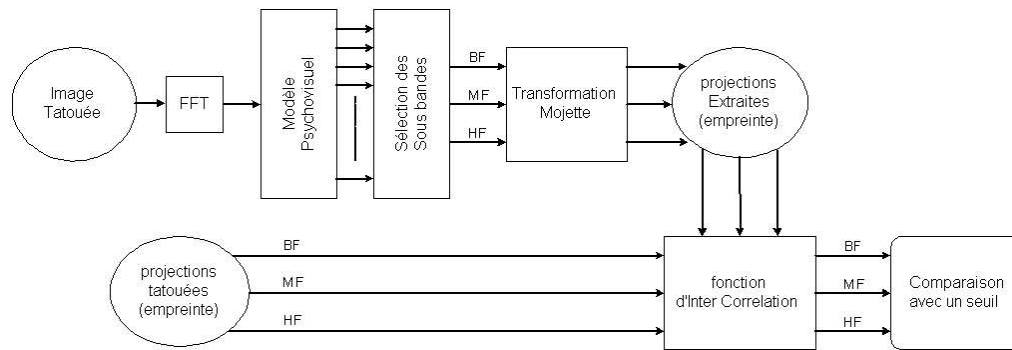 Image
Tatouée
FFT
Modèle
Psychovisuel
Sélection des
Sous bandes
BF
MF
HF
Transformation
Mojette
projections
Extraites
(empreinte)
projections
tatouées
(empreinte)
BF
MF
HF
fonction
d'Inter Correlation
BF
MF
HF
Comparaison
avec un seuil